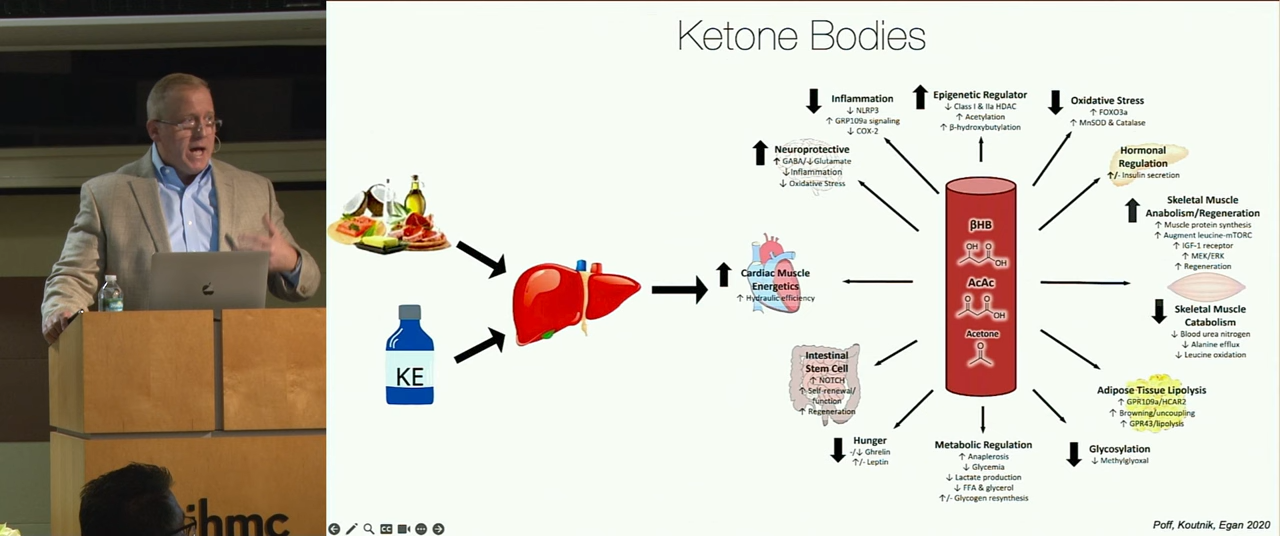 Ketone Bodies
Inflammation
↓ NLRP3
↑ GRP109a signaling
↓ COX-2
Epigenetic Regulator
↓ Class I & IIa HDAC
↑ Acetylation
↑ β-hydroxybutylation
Oxidative Stress
↑ FOXO3a
↑ MnSOD & Catalase
Neuroprotective
↑ GABA/↓Glutamate
↓Inflammation
↓ Oxidative Stress
Hormonal
Regulation
↑/- Insulin secretion
Skeletal Muscle
Anabolism/Regeneration
↑ Muscle protein synthesis
↑ Augment leucine-mTORC
↑ IGF-1 receptor
↑ MEK/ERK
↑ Regeneration
βHB
OH O
OH
AcAc
O O
OH
Acetone
O
Cardiac Muscle
Energetics
↑ Hydraulic efficiency
Skeletal Muscle
Catabolism
↓ Blood urea nitrogen
↓ Alanine efflux
↓ Leucine oxidation
KE
Intestinal
Stem Cell
↑ NOTCH
↑ Self-renewal/
function
↑ Regeneration
Adipose Tissue Lipolysis
↑ GPR109a/HCAR2
↑ Browning/uncoupling
↑ GPR43/lipolysis
Hunger
-/↓ Ghrelin
↑/- Leptin
Metabolic Regulation
↑ Anaplerosis
↓ Glycemia
↓ Lactate production
↓ FFA & glycerol
↑/- Glycogen resynthesis
Glycosylation
↓ Methylglyoxal
ihmc
Poff, Koutnik, Egan 2020